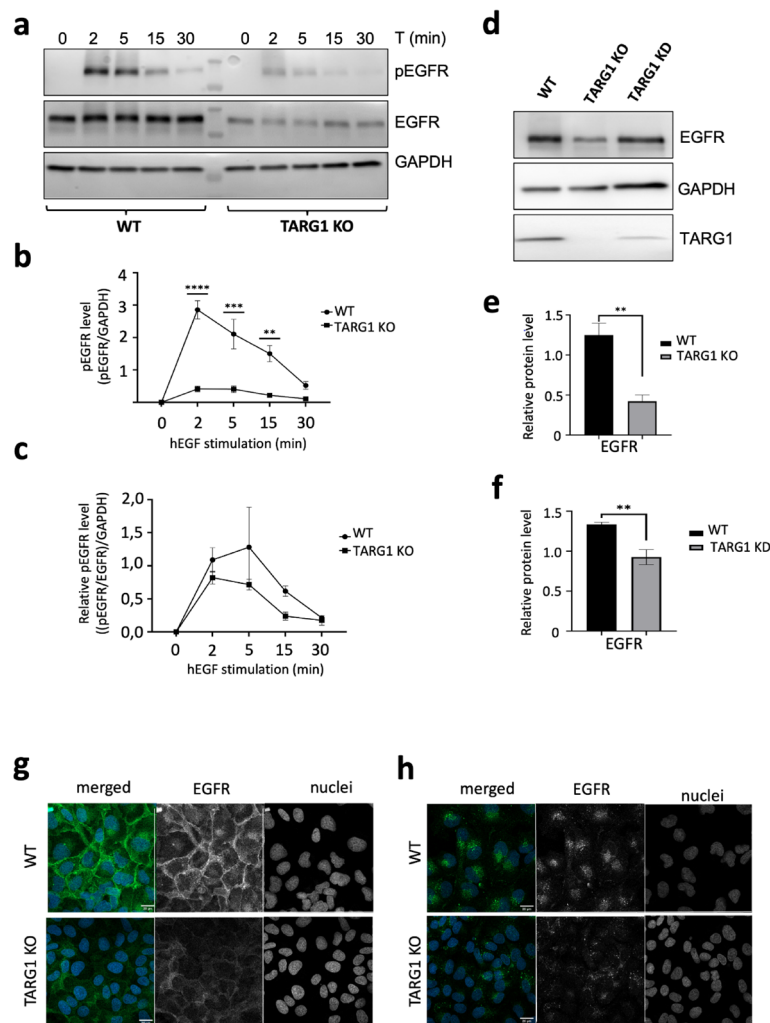 a
0 2 5 15 30 0 2 5 15 30 T (min)
pEGFR
EGFR
GAPDH
WT TARG1 KO
b
pEGFR level
(pEGFR/GAPDH)
4
3
2
1
0
**** *** **
WT
TARG1 KO
0 2 5 15 30
hEGF stimulation (min)
c
Relative pEGFR level
((pEGFR/EGFR)/GAPDH)
2,0
1,5
1,0
0,5
0,0
WT
TARG1 KO
0 2 5 15 30
hEGF stimulation (min)
d
WT TARG1 KO TARG1 KD
EGFR
GAPDH
TARG1
e
Relative protein level
1.5
1.0
0.5
0.0
**
WT
TARG1 KO
EGFR
f
Relative protein level
1.5
1.0
0.5
0.0
**
WT
TARG1 KD
EGFR
g
merged EGFR nuclei
WT
TARG1 KO
h
merged EGFR nuclei
WT
TARG1 KO